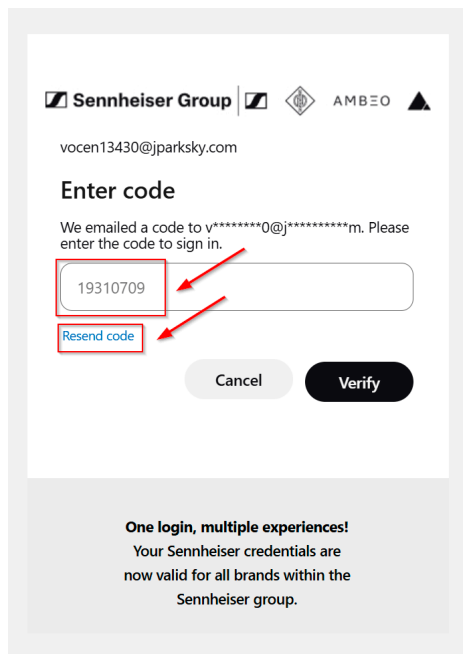 Sennheiser Group AMBEO
vocen13430@jparksky.com
Enter code
We emailed a code to v********0@j**********m. Please
enter the code to sign in.
19310709
Resend code
Cancel Verify
One login, multiple experiences!
Your Sennheiser credentials are
now valid for all brands within the
Sennheiser group.